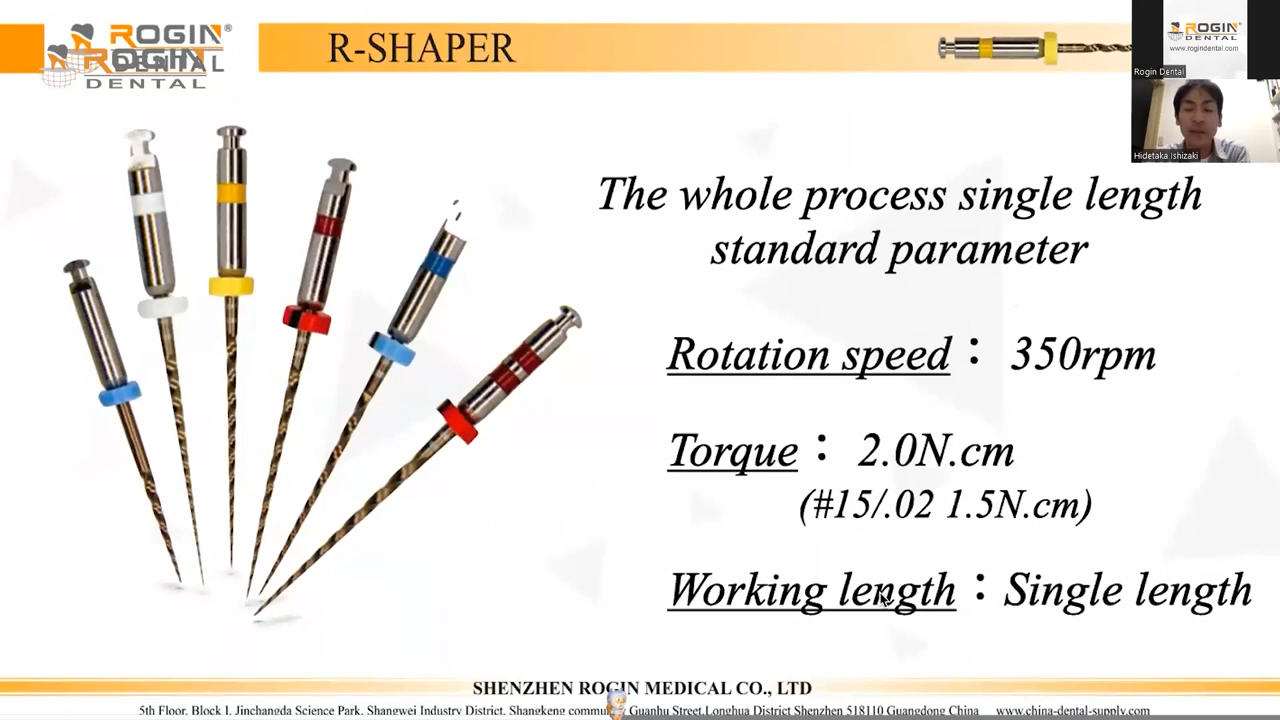 ROGIN®
ROGIN
DENTAL
DENTAL
R-SHAPER
ROGIN®
DENTAL
www.rogindental.com
Rogin Dental
Hidetaka Ishizaki
The whole process single length
standard parameter
Rotation speed： 350rpm
Torque： 2.0N.cm
(#15/.02 1.5N.cm)
Working length：Single length
SHENZHEN ROGIN MEDICAL CO., LTD
5th Floor, Block I, Jinchangda Science Park, Shangwei Industry District, Shangkeng Guanhu Street,Longhua District Shenzhen 518110 Guangdong China www.china-dental-supply.com